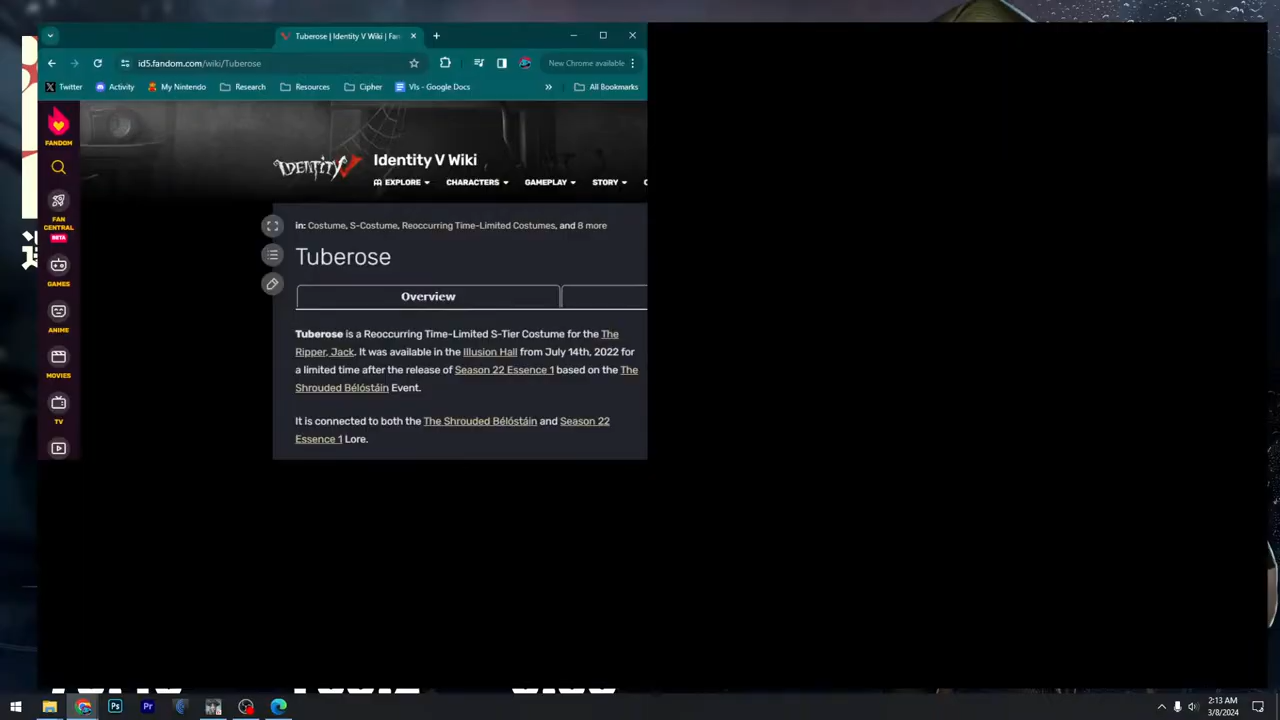 Tuberose | Identity V Wiki | Fan
id5.fandom.com/wiki/Tuberose
New Chrome available
Twitter
Activity
My Nintendo
Research
Resources
Cipher
VIs - Google Docs
»
All Bookmarks
FANDOM
FAN CENTRAL
BETA
GAMES
ANIME
MOVIES
TV
IDENTITY V
Identity V Wiki
EXPLORE
CHARACTERS
GAMEPLAY
STORY
in: Costume, S-Costume, Reoccurring Time-Limited Costumes, and 8 more
Tuberose
Overview
Tuberose is a Reoccurring Time-Limited S-Tier Costume for the The
Ripper, Jack. It was available in the Illusion Hall from July 14th, 2022 for
a limited time after the release of Season 22 Essence 1 based on the The
Shrouded Bélóstáin Event.
It is connected to both the The Shrouded Bélóstáin and Season 22
Essence 1 Lore.
Ps
Pr
2:13 AM
3/8/2024